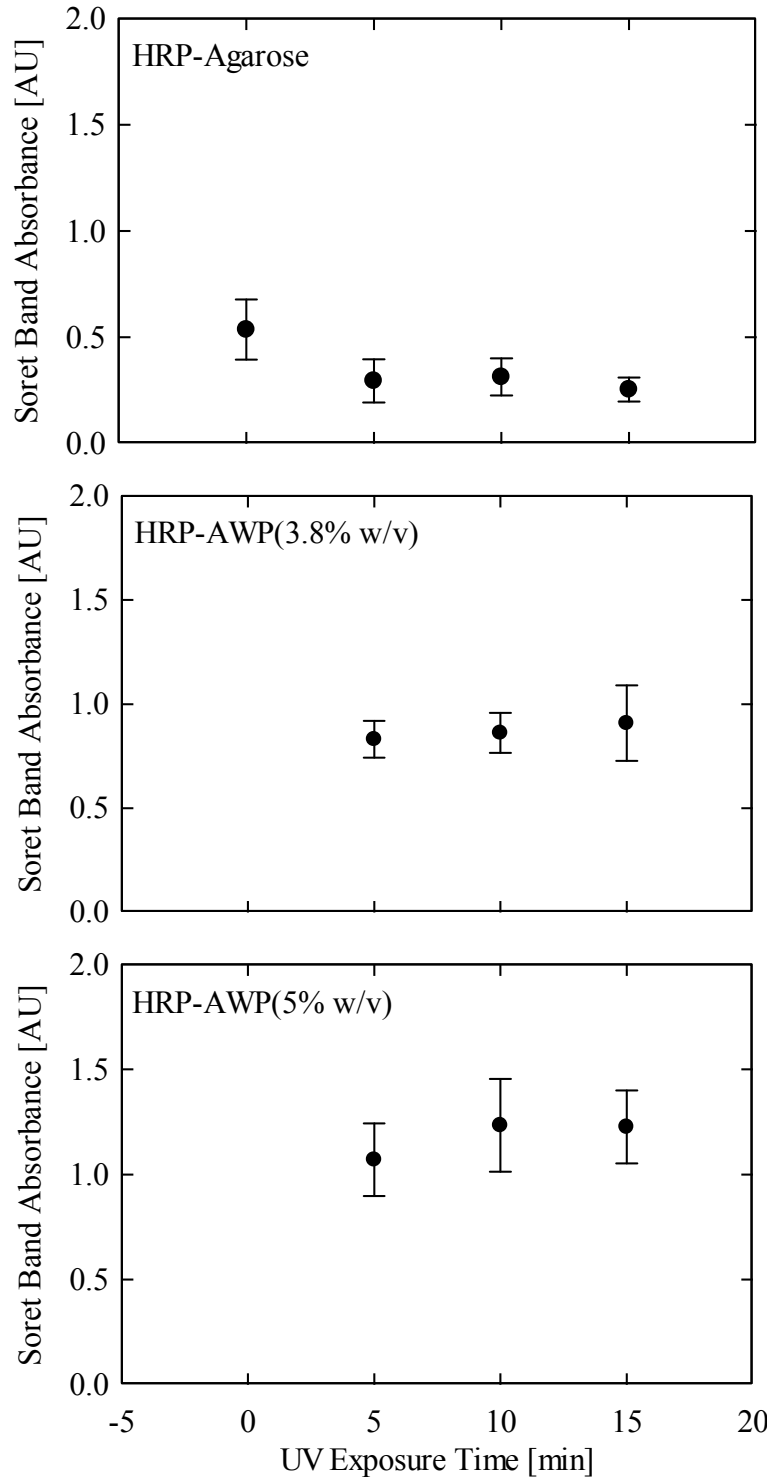 2.0
HRP-Agarose
1.5
1.0
0.5
0.0
Soret Band Absorbance [AU]
2.0
HRP-AWP(3.8% w/v)
1.5
1.0
0.5
0.0
Soret Band Absorbance [AU]
2.0
HRP-AWP(5% w/v)
1.5
1.0
0.5
0.0
Soret Band Absorbance [AU]
-5 0 5 10 15 20
UV Exposure Time [min]